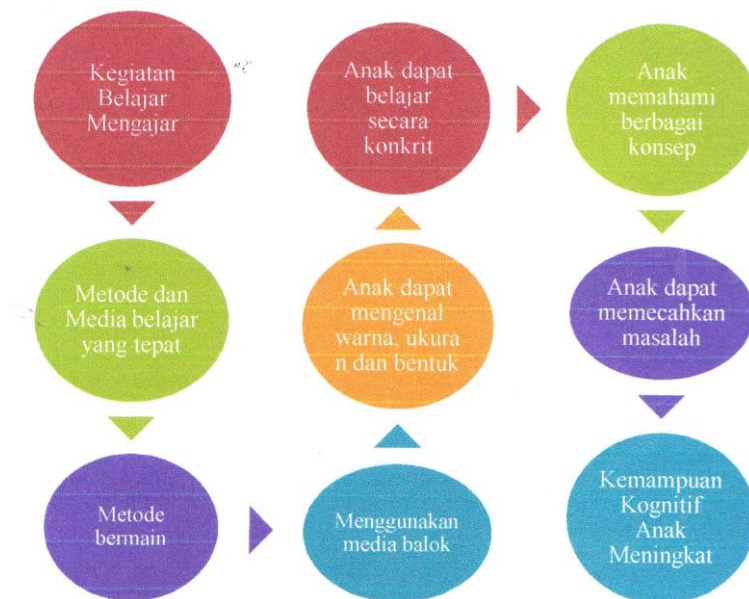 Kegiatan
Belajar
Mengajar
Metode dan
Media belajar
yang tepat
Metode
bermain
Menggunakan
media balok
Anak dapat
mengenal
warna, ukura
n dan bentuk
Anak dapat
belajar
secara
konkrit
Anak
memahami
berbagai
konsep
Anak dapat
memecahkan
masalah
Kemampuan
Kognitif
Anak
Meningkat